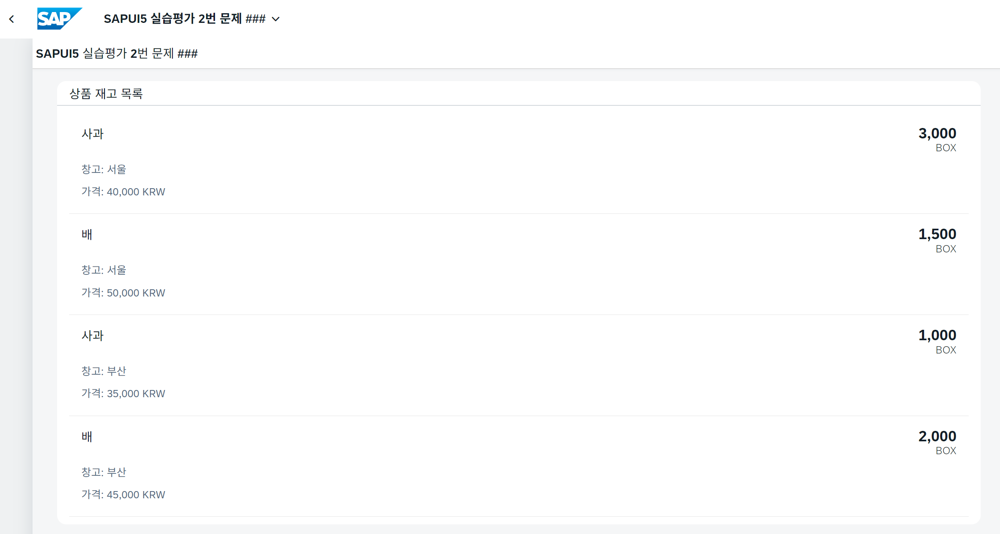 SAP SAPUI5 실습평가 2번 문제 ###
SAPUI5 실습평가 2번 문제 ###
상품 재고 목록
사과 3,000
BOX
창고: 서울
가격: 40,000 KRW
배 1,500
BOX
창고: 서울
가격: 50,000 KRW
사과 1,000
BOX
창고: 부산
가격: 35,000 KRW
배 2,000
BOX
창고: 부산
가격: 45,000 KRW